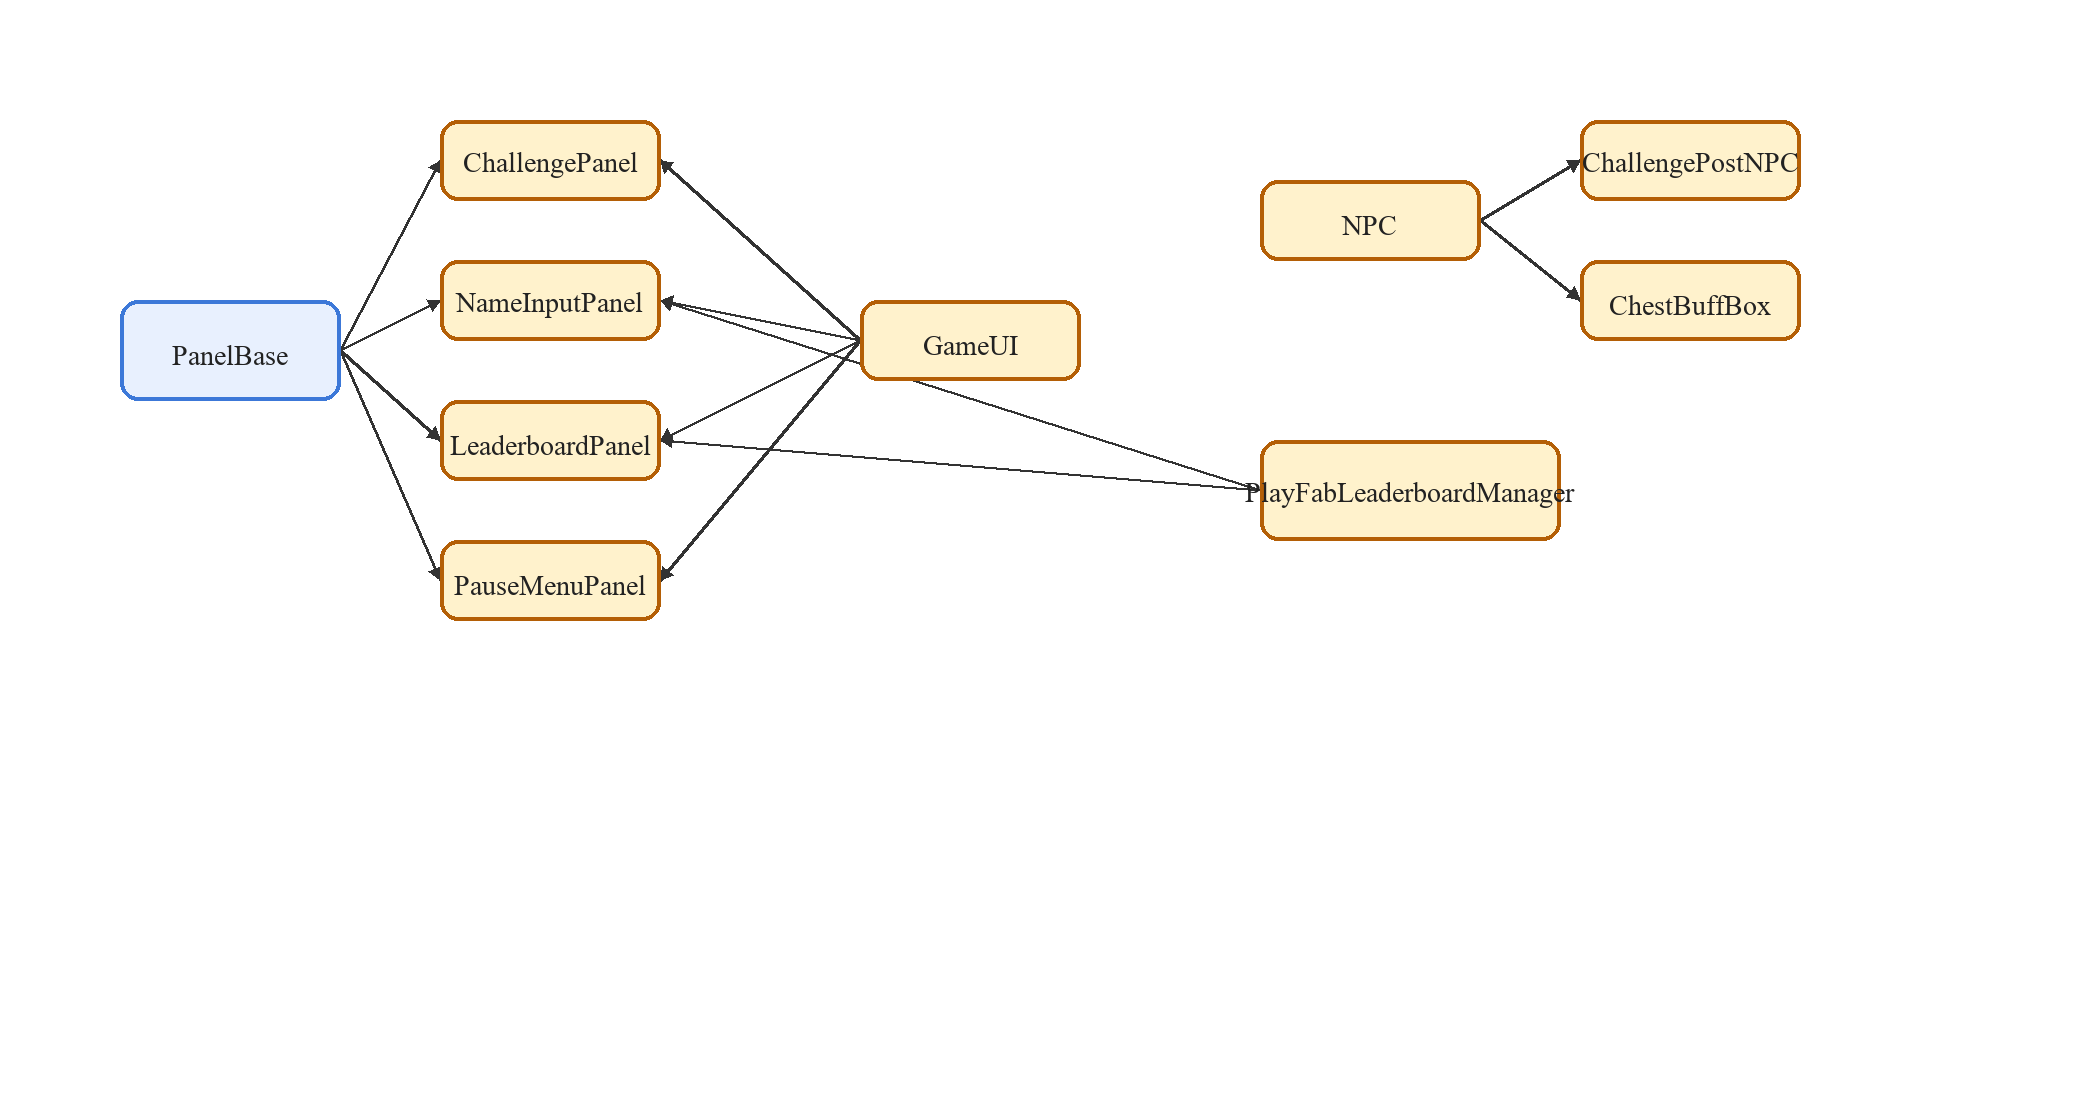 ChallengePanel
ChallengePostNPC
NPC
NameInputPanel
ChestBuffBox
PanelBase
GameUI
LeaderboardPanel
PlayFabLeaderboardManager
PauseMenuPanel